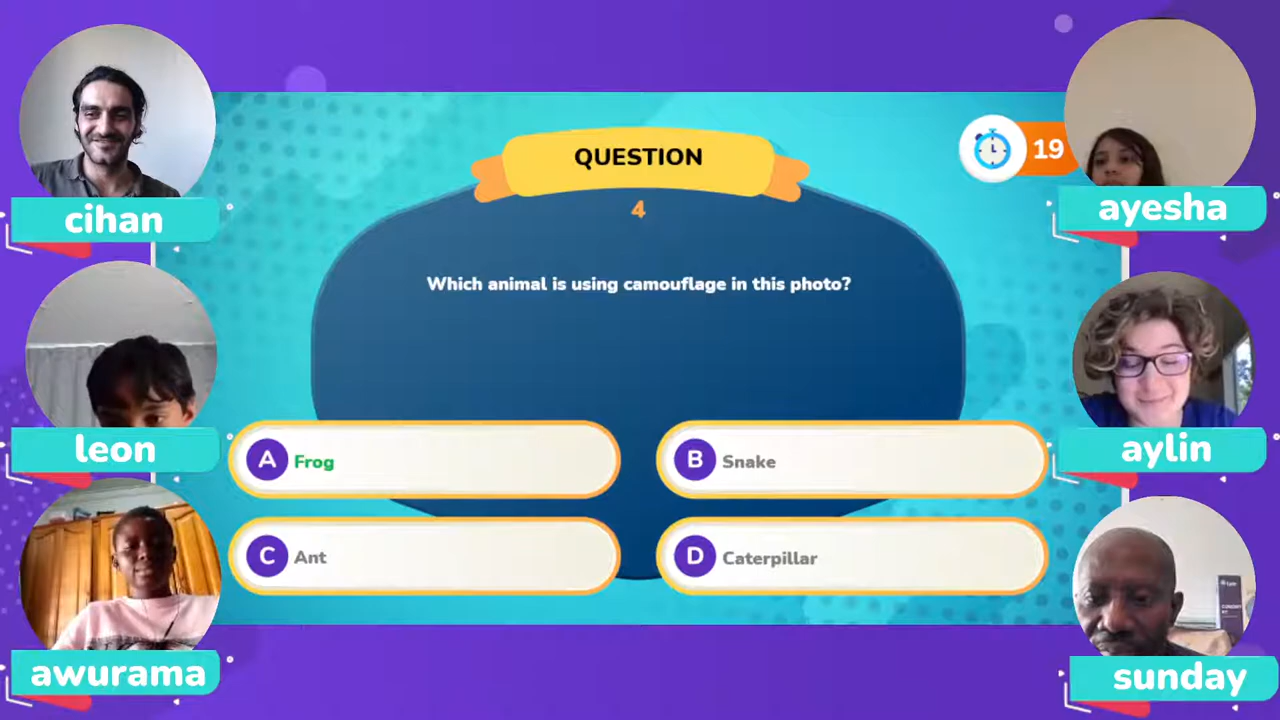 QUESTION
19
4
Which animal is using camouflage in this photo?
A Frog
B Snake
C Ant
D Caterpillar
cihan
ayesha
leon
aylin
awurama
sunday